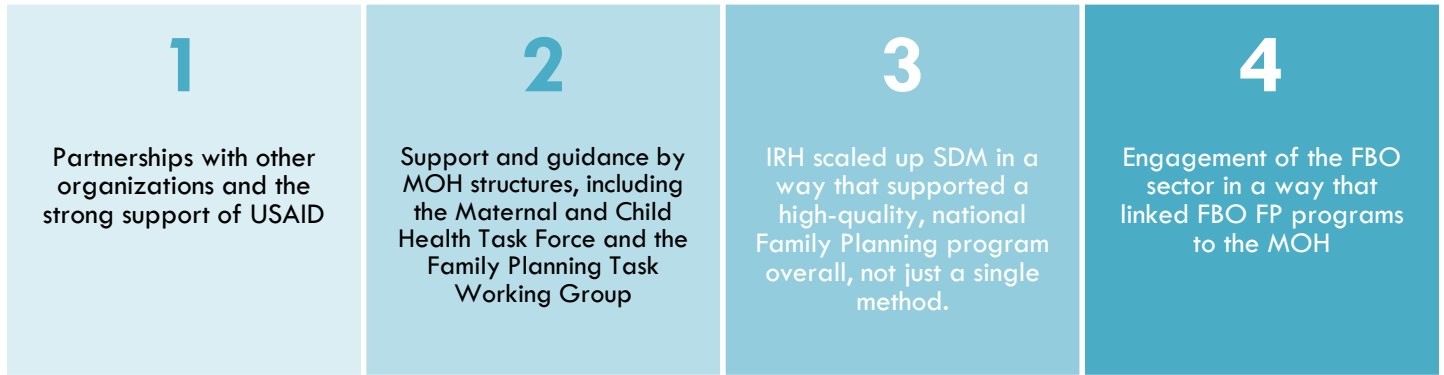 1
Partnerships with other
organizations and the
strong support of USAID
2
Support and guidance by
MOH structures, including
the Maternal and Child
Health Task Force and the
Family Planning Task
Working Group
3
IRH scaled up SDM in a
way that supported a
high-quality, national
Family Planning program
overall, not just a single
method.
4
Engagement of the FBO
sector in a way that
linked FBO FP programs
to the MOH